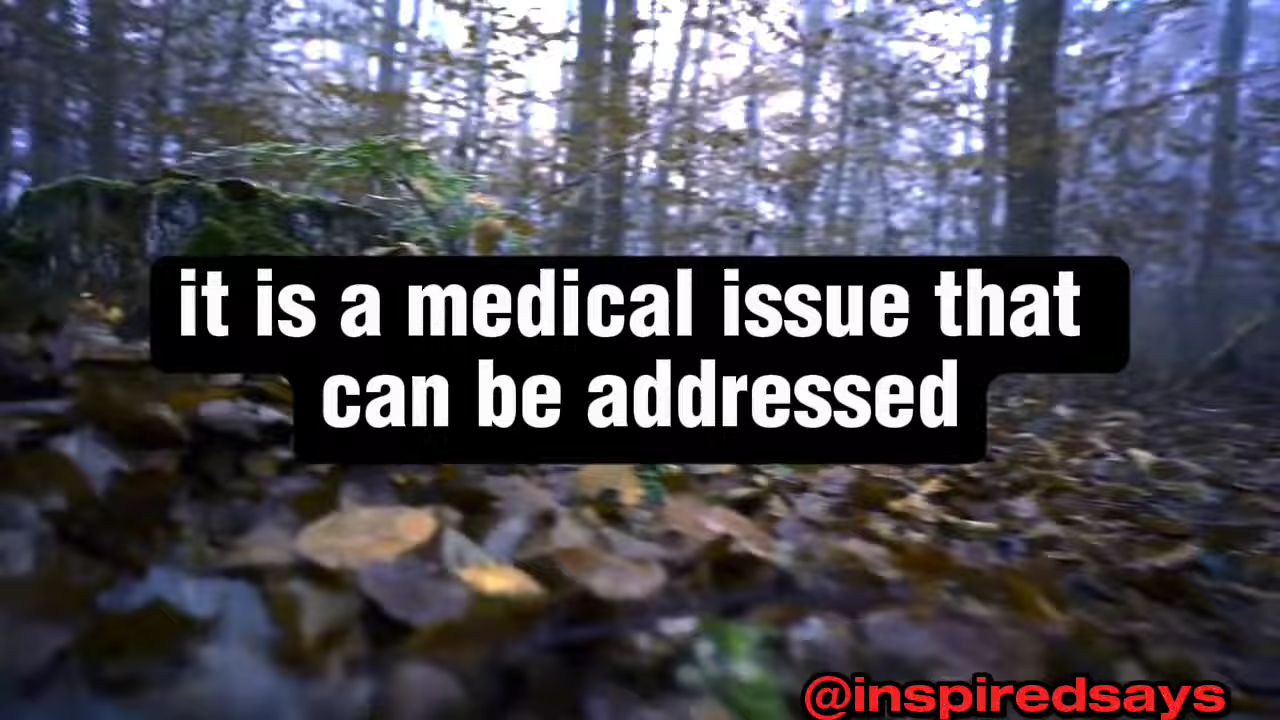 it is a medical issue that
can be addressed
@inspiredsays